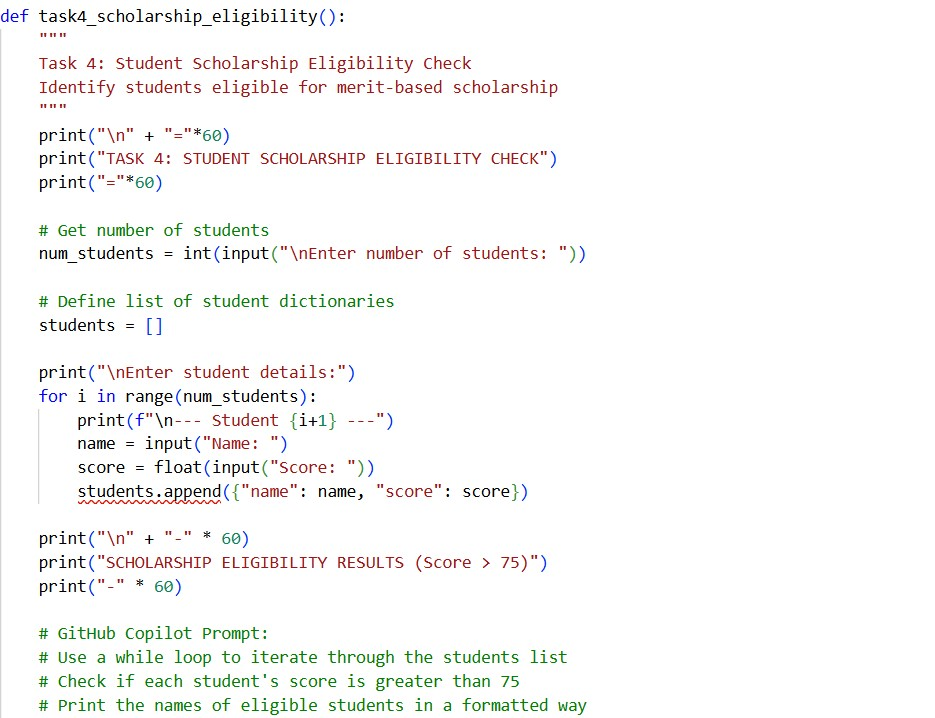 def task4_scholarship_eligibility():
    """
    Task 4: Student Scholarship Eligibility Check
    Identify students eligible for merit-based scholarship
    """
    print("\n" + "="*60)
    print("TASK 4: STUDENT SCHOLARSHIP ELIGIBILITY CHECK")
    print("="*60)

    # Get number of students
    num_students = int(input("\nEnter number of students: "))

    # Define list of student dictionaries
    students = []

    print("\nEnter student details:")
    for i in range(num_students):
        print(f"\n--- Student {i+1} ---")
        name = input("Name: ")
        score = float(input("Score: "))
        students.append({"name": name, "score": score})

    print("\n" + "-" * 60)
    print("SCHOLARSHIP ELIGIBILITY RESULTS (Score > 75)")
    print("-" * 60)

    # GitHub Copilot Prompt:
    # Use a while loop to iterate through the students list
    # Check if each student's score is greater than 75
    # Print the names of eligible students in a formatted way